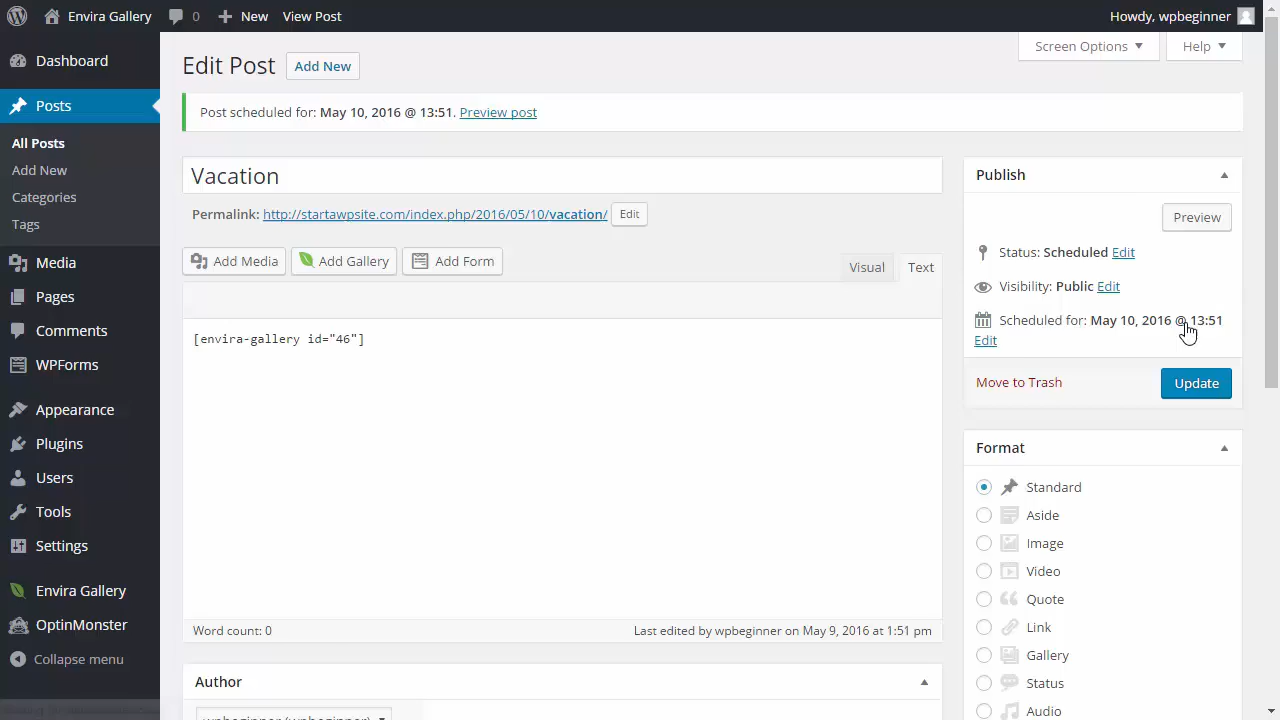 Envira Gallery 0 New View Post Howdy, wpbeginner
Dashboard
Posts
All Posts
Add New
Categories
Tags
Media
Pages
Comments
WPForms
Appearance
Plugins
Users
Tools
Settings
Envira Gallery
OptinMonster
Collapse menu
Screen Options Help
Edit Post Add New
Post scheduled for: May 10, 2016 @ 13:51. Preview post
Vacation
Permalink: http://startawpsite.com/index.php/2016/05/10/vacation/ Edit
Add Media Add Gallery Add Form
Visual Text
[envira-gallery id="46"]
Word count: 0 Last edited by wpbeginner on May 9, 2016 at 1:51 pm
Author
wpbeginner (wpbeginner)
Publish
Preview
Status: Scheduled Edit
Visibility: Public Edit
Scheduled for: May 10, 2016 @ 13:51
Edit
Move to Trash Update
Format
Standard
Aside
Image
Video
Quote
Link
Gallery
Status
Audio